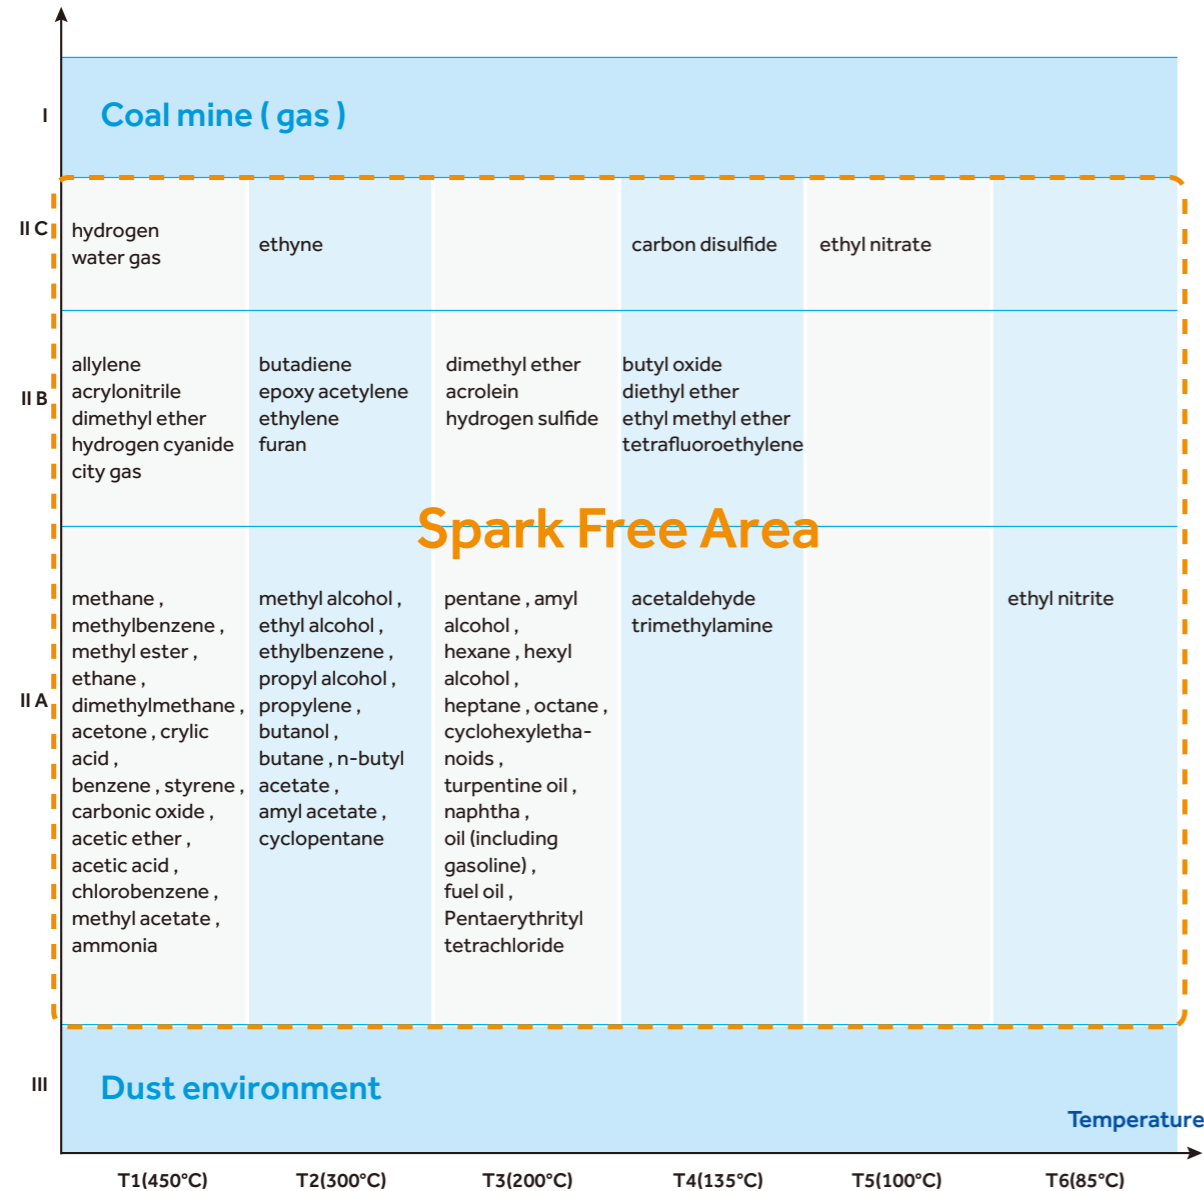 I
Coal mine ( gas )
II C
hydrogen
water gas
ethyne
carbon disulfide
ethyl nitrate
II B
allylene
acrylonitrile
dimethyl ether
hydrogen cyanide
city gas
butadiene
epoxy acetylene
ethylene
furan
dimethyl ether
acrolein
hydrogen sulfide
butyl oxide
diethyl ether
ethyl methyl ether
tetrafluoroethylene
Spark Free Area
II A
methane ,
methylbenzene ,
methyl ester ,
ethane ,
dimethylmethane ,
acetone , crylic
acid ,
benzene , styrene ,
carbonic oxide ,
acetic ether ,
acetic acid ,
chlorobenzene ,
methyl acetate ,
ammonia
methyl alcohol ,
ethyl alcohol ,
ethylbenzene ,
propyl alcohol ,
propylene ,
butanol ,
butane , n-butyl
acetate ,
amyl acetate ,
cyclopentane
pentane , amyl
alcohol ,
hexane , hexyl
alcohol ,
heptane , octane ,
cyclohexyletha-
noids ,
turpentine oil ,
naphtha ,
oil (including
gasoline) ,
fuel oil ,
Pentaerythrityl
tetrachloride
acetaldehyde
trimethylamine
ethyl nitrite
III
Dust environment
Temperature
T1(450°C)
T2(300°C)
T3(200°C)
T4(135°C)
T5(100°C)
T6(85°C)